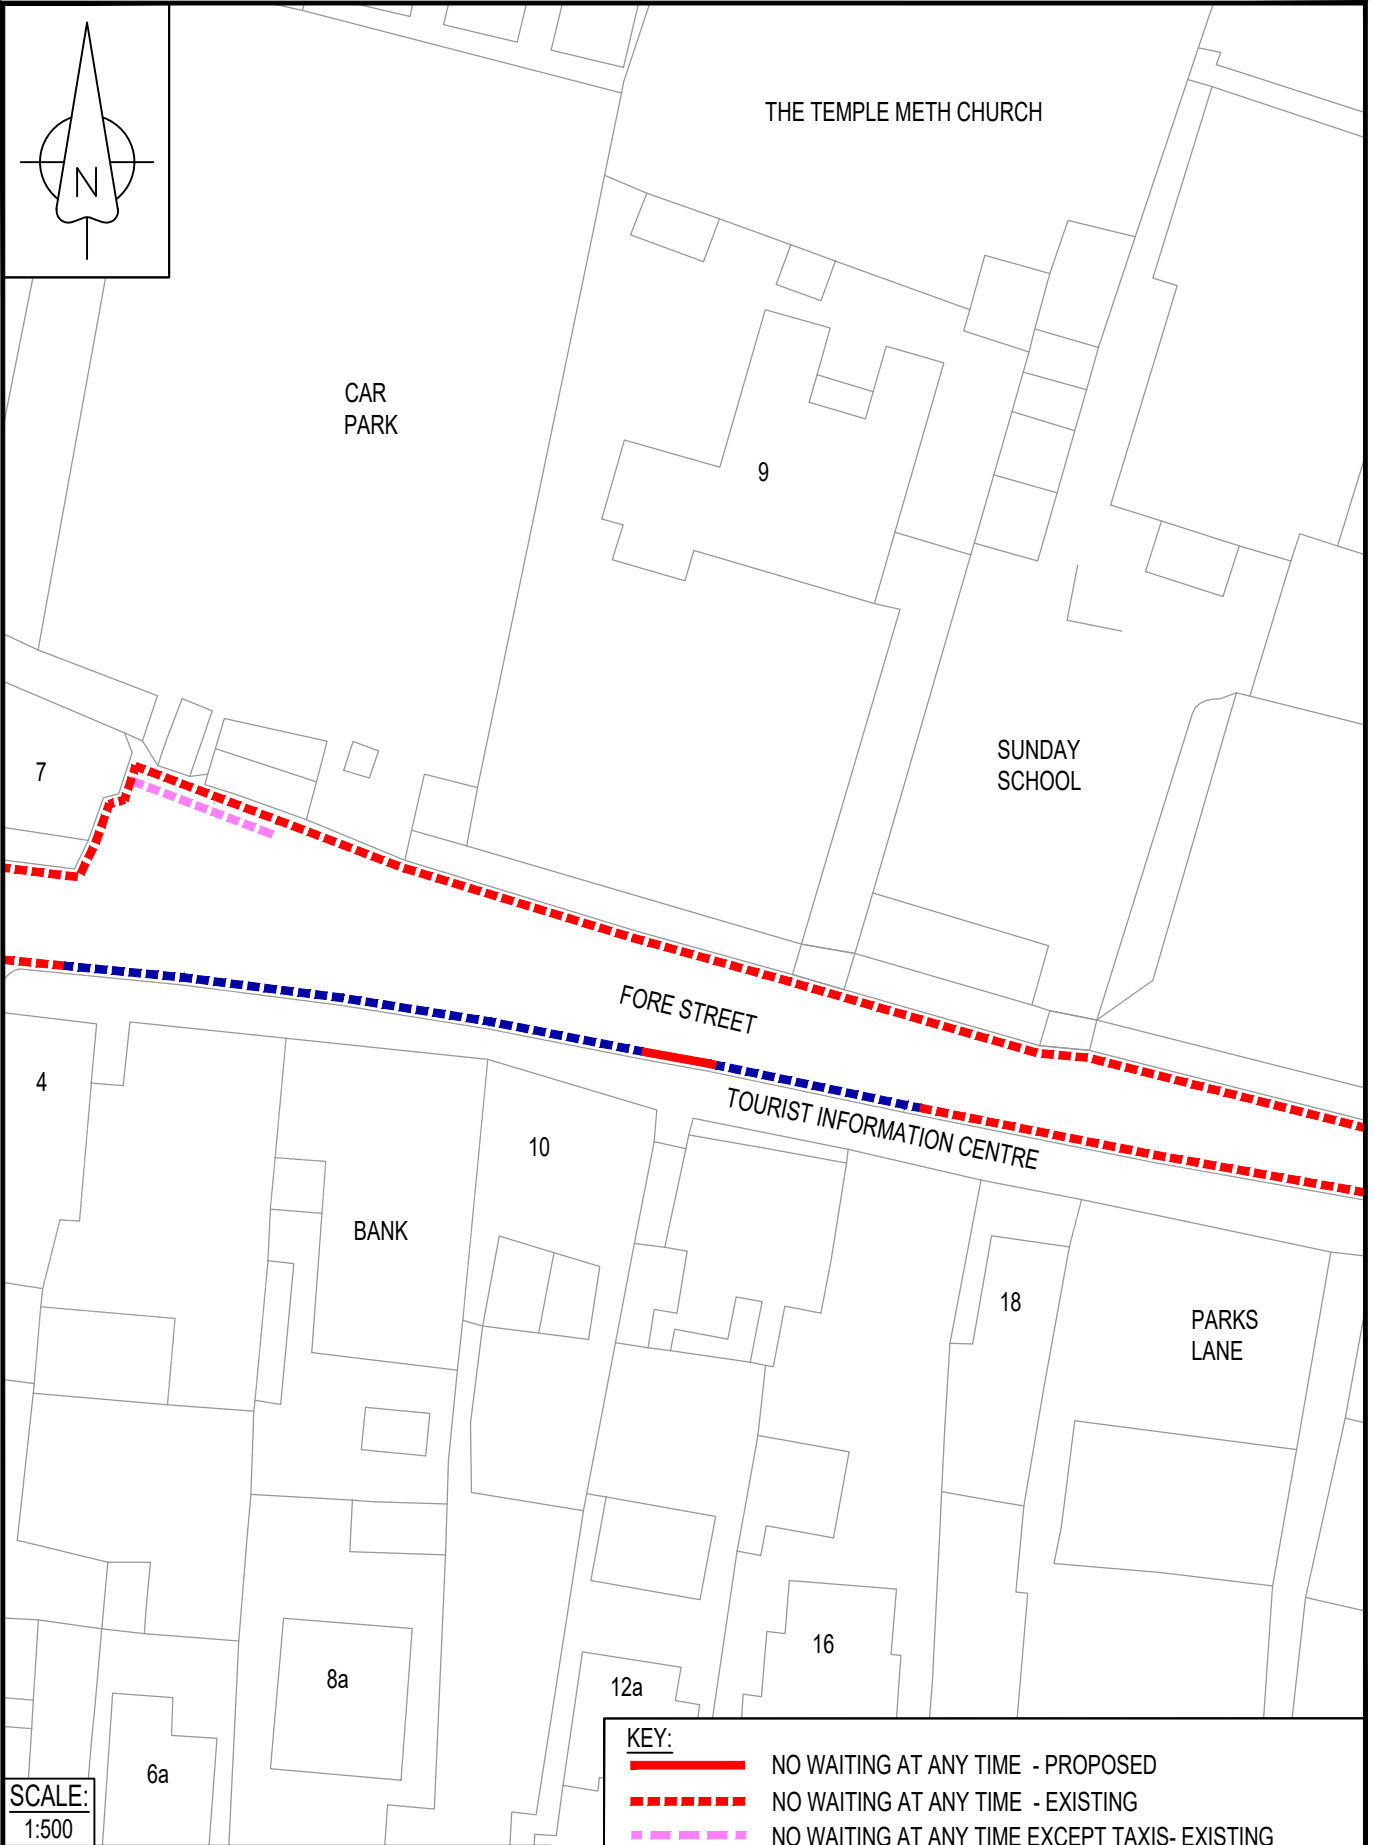 THE TEMPLE METH CHURCH
N
CAR
PARK
9
SUNDAY
SCHOOL
7
FORE STREET
4
TOURIST INFORMATION CENTRE
10
BANK
18
PARKS
LANE
16
8a
12a
6a
KEY:
NO WAITING AT ANY TIME - PROPOSED
NO WAITING AT ANY TIME - EXISTING
NO WAITING AT ANY TIME EXCEPT TAXIS- EXISTING
SCALE:
1:500